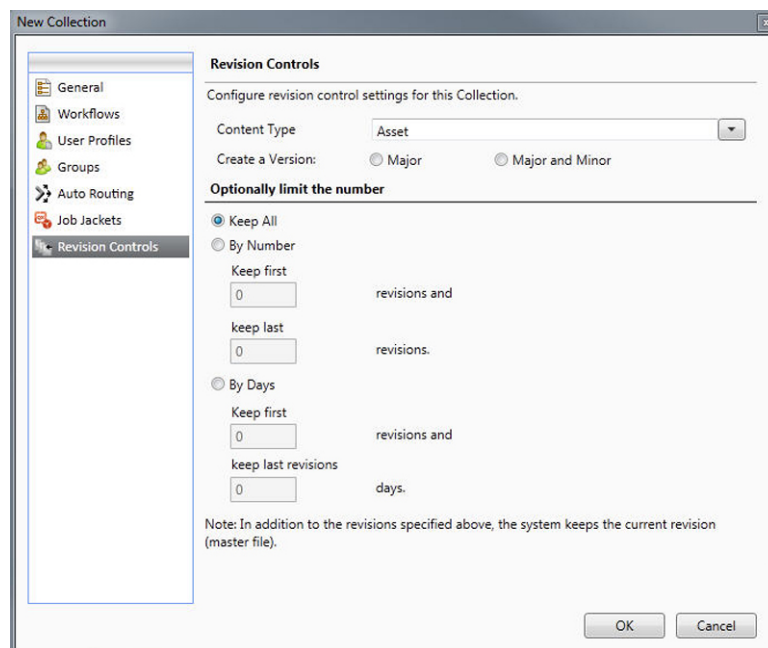 New Collection
General
Workflows
User Profiles
Groups
Auto Routing
Job Jackets
Revision Controls
Revision Controls
Configure revision control settings for this Collection.
Content Type Asset
Create a Version: Major Major and Minor
Optionally limit the number
Keep All
By Number
Keep first
0 revisions and
keep last
0 revisions.
By Days
Keep first
0 revisions and
keep last revisions
0 days.
Note: In addition to the revisions specified above, the system keeps the current revision
(master file).
OK Cancel